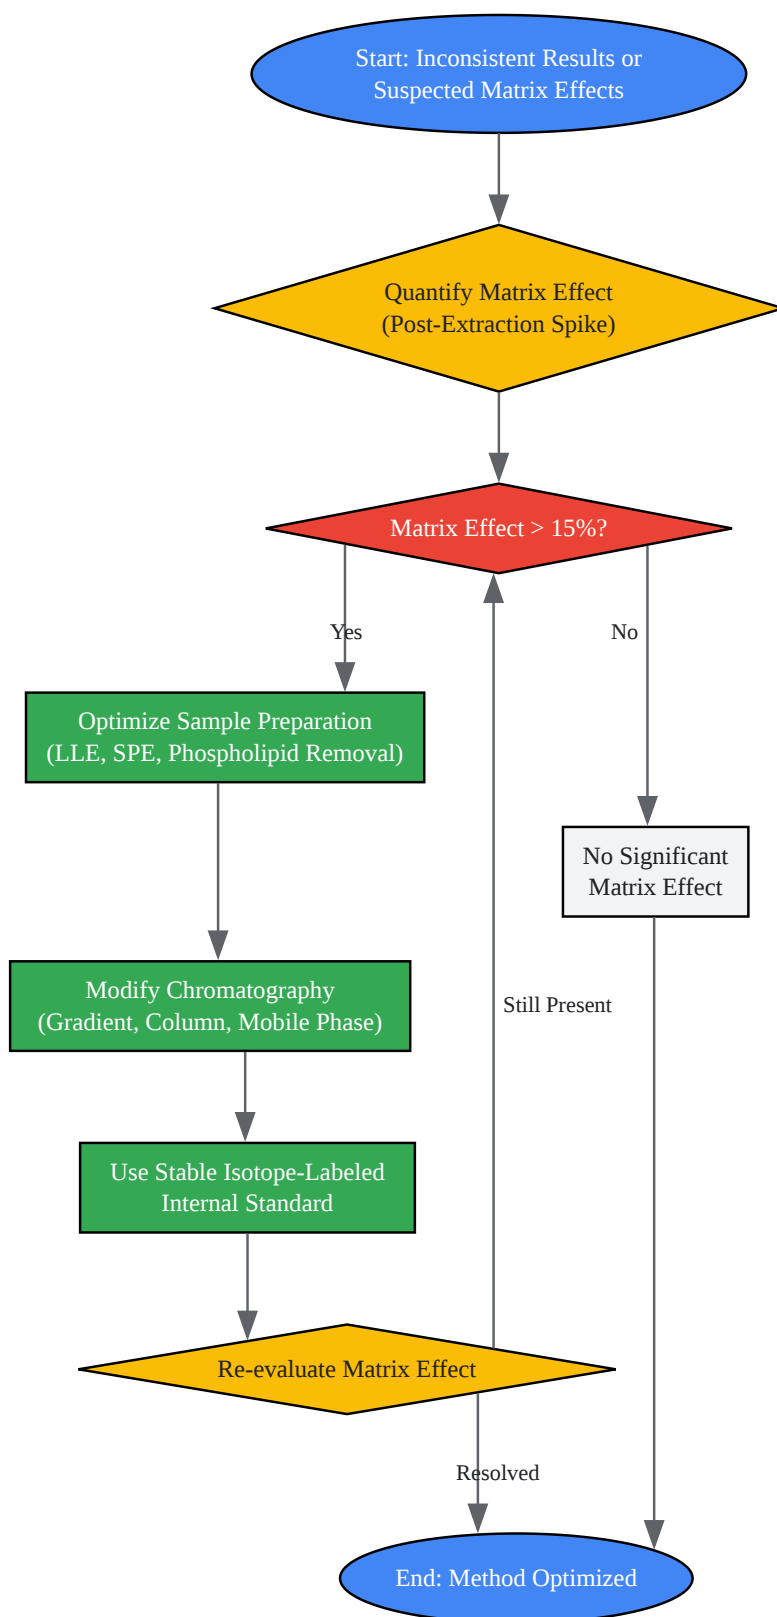 Start: Inconsistent Results or
Suspected Matrix Effects
Quantify Matrix Effect
(Post-Extraction Spike)
Matrix Effect > 15%?
Yes
No
Optimize Sample Preparation
(LLE, SPE, Phospholipid Removal)
No Significant
Matrix Effect
Modify Chromatography
(Gradient, Column, Mobile Phase)
Still Present
Use Stable Isotope-Labeled
Internal Standard
Re-evaluate Matrix Effect
Resolved
End: Method Optimized